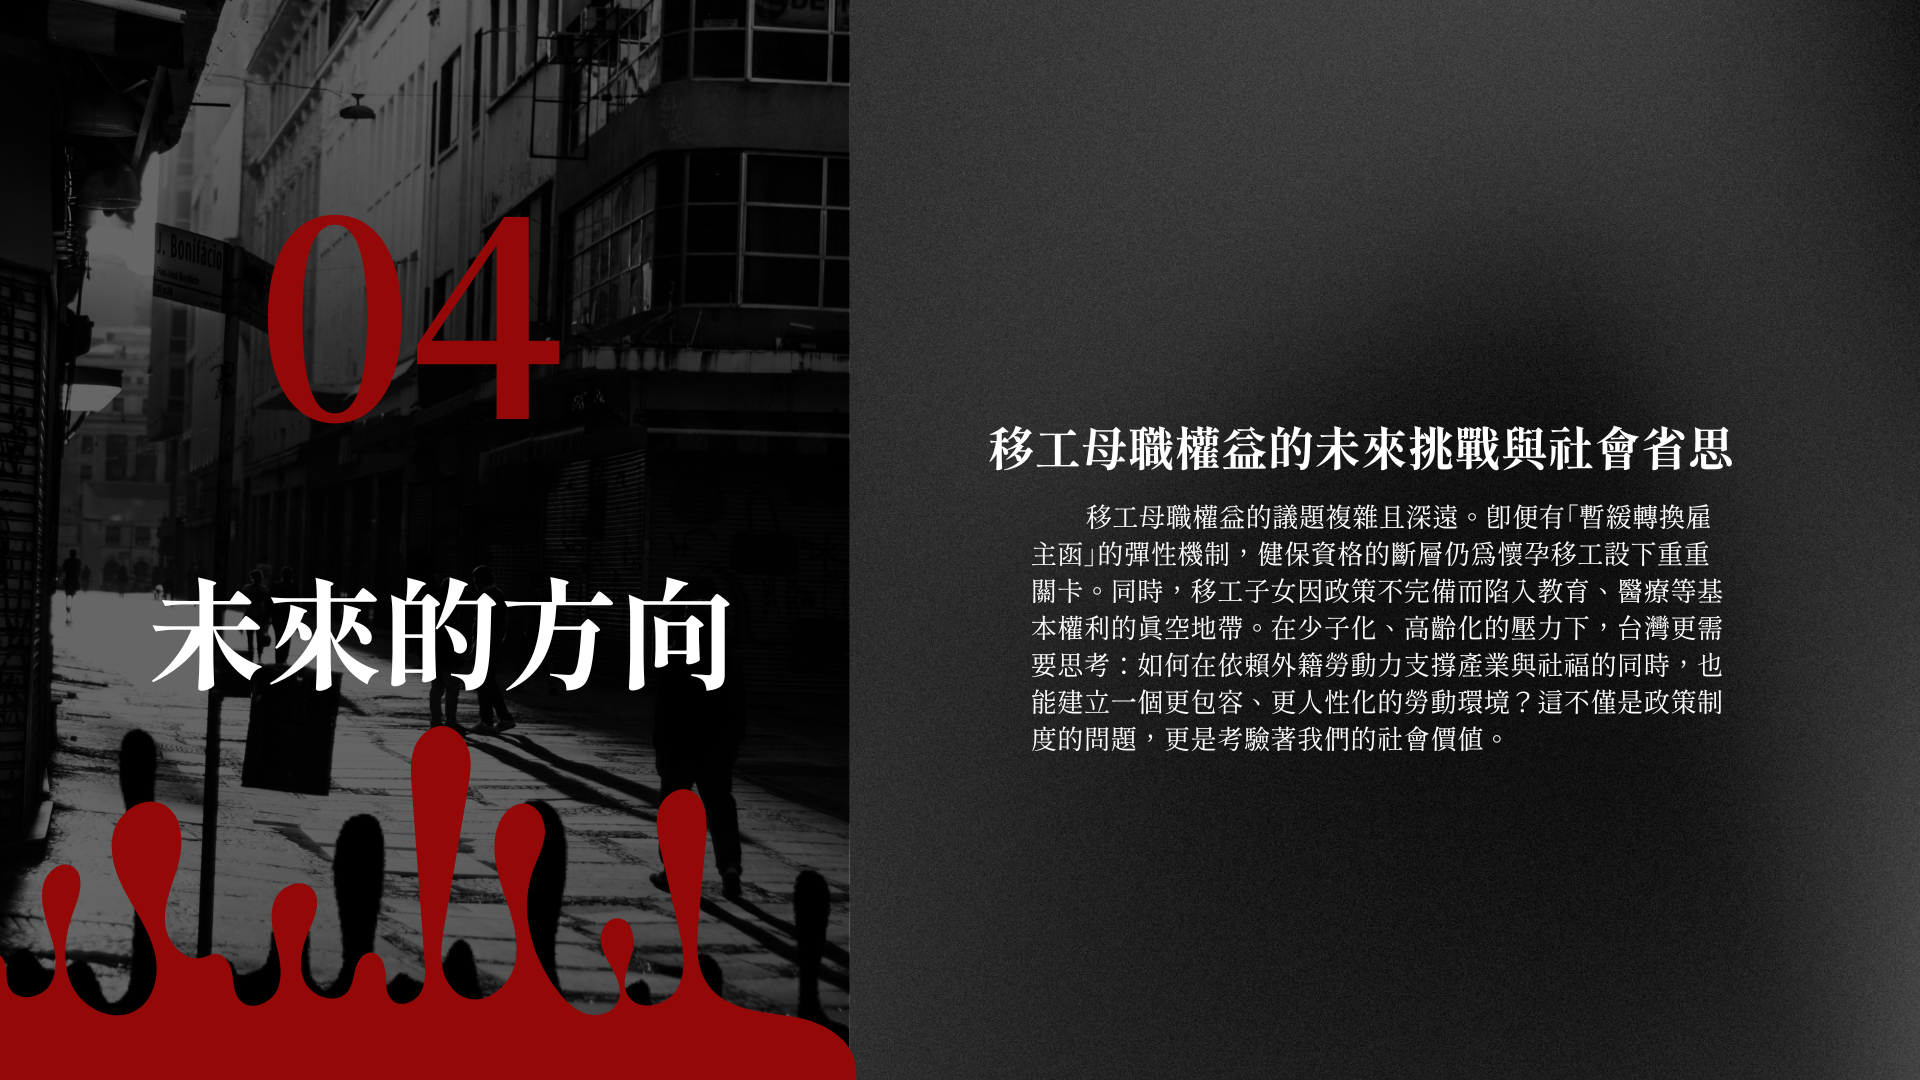 04
未來的方向
J. Bonifácio
移工母職權益的未來挑戰與社會省思
移工母職權益的議題複雜且深遠。即便有「暫緩轉換雇
主函」的彈性機制，健保資格的斷層仍為懷孕移工設下重重
關卡。同時，移工子女因政策不完備而陷入教育、醫療等基
本權利的真空地帶。在少子化、高齡化的壓力下，台灣更需
要思考：如何在依賴外籍勞動力支撐產業與社福的同時，也
能建立一個更包容、更人性化的勞動環境？這不僅是政策制
度的問題，更是考驗著我們的社會價值。